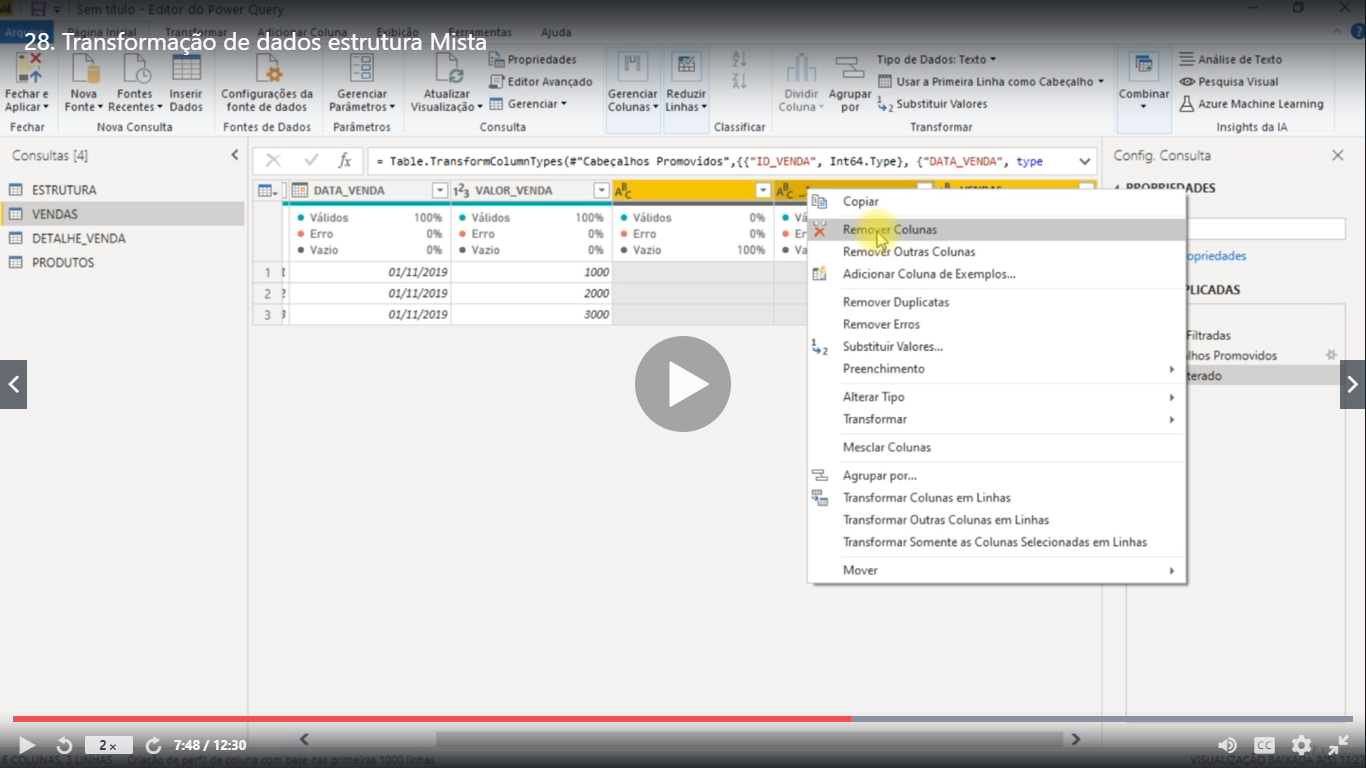 Sem título - Editor do Power Query
28. Transformação de dados estrutura Mista
Arquivo Página Inicial Transformar Adicionar Coluna Exibição Ferramentas Ajuda
Fechar e Aplicar
Nova Fonte
Fontes Recentes
Inserir Dados
Configurações da fonte de dados
Gerenciar Parâmetros
Atualizar Visualização
Propriedades
Editor Avançado
Gerenciar
Gerenciar Colunas
Reduzir Linhas
Dividir Coluna
Agrupar por
Tipo de Dados: Texto
Usar a Primeira Linha como Cabeçalho
Substituir Valores
Combinar
Análise de Texto
Pesquisa Visual
Azure Machine Learning
Fechar Nova Consulta Fontes de Dados Parâmetros Consulta Classificar Transformar Insights da IA
Consultas [4]
ESTRUTURA
VENDAS
DETALHE_VENDA
PRODUTOS
fx = Table.TransformColumnTypes(#"Cabeçalhos Promovidos",{{"ID_VENDA", Int64.Type}, {"DATA_VENDA", type
DATA_VENDA 123 VALOR_VENDA ABC ABC _1
Válidos 100% Válidos 100% Válidos 0%
Erro 0% Erro 0% Erro 0%
Vazio 0% Vazio 0% Vazio 100%
1 01/11/2019 1000
2 01/11/2019 2000
3 01/11/2019 3000
Copiar
Remover Colunas
Remover Outras Colunas
Adicionar Coluna de Exemplos...
Remover Duplicatas
Remover Erros
Substituir Valores...
Preenchimento
Alterar Tipo
Transformar
Mesclar Colunas
Agrupar por...
Transformar Colunas em Linhas
Transformar Outras Colunas em Linhas
Transformar Somente as Colunas Selecionadas em Linhas
Mover
Config. Consulta
PROPRIEDADES
opriedades
PLICADAS
Filtradas
lhos Promovidos
terado
2 x
7:48 / 12:30
CC
6 COLUNAS, 3 LINHAS Criação de perfil de coluna com base nas primeiras 1000 linhas